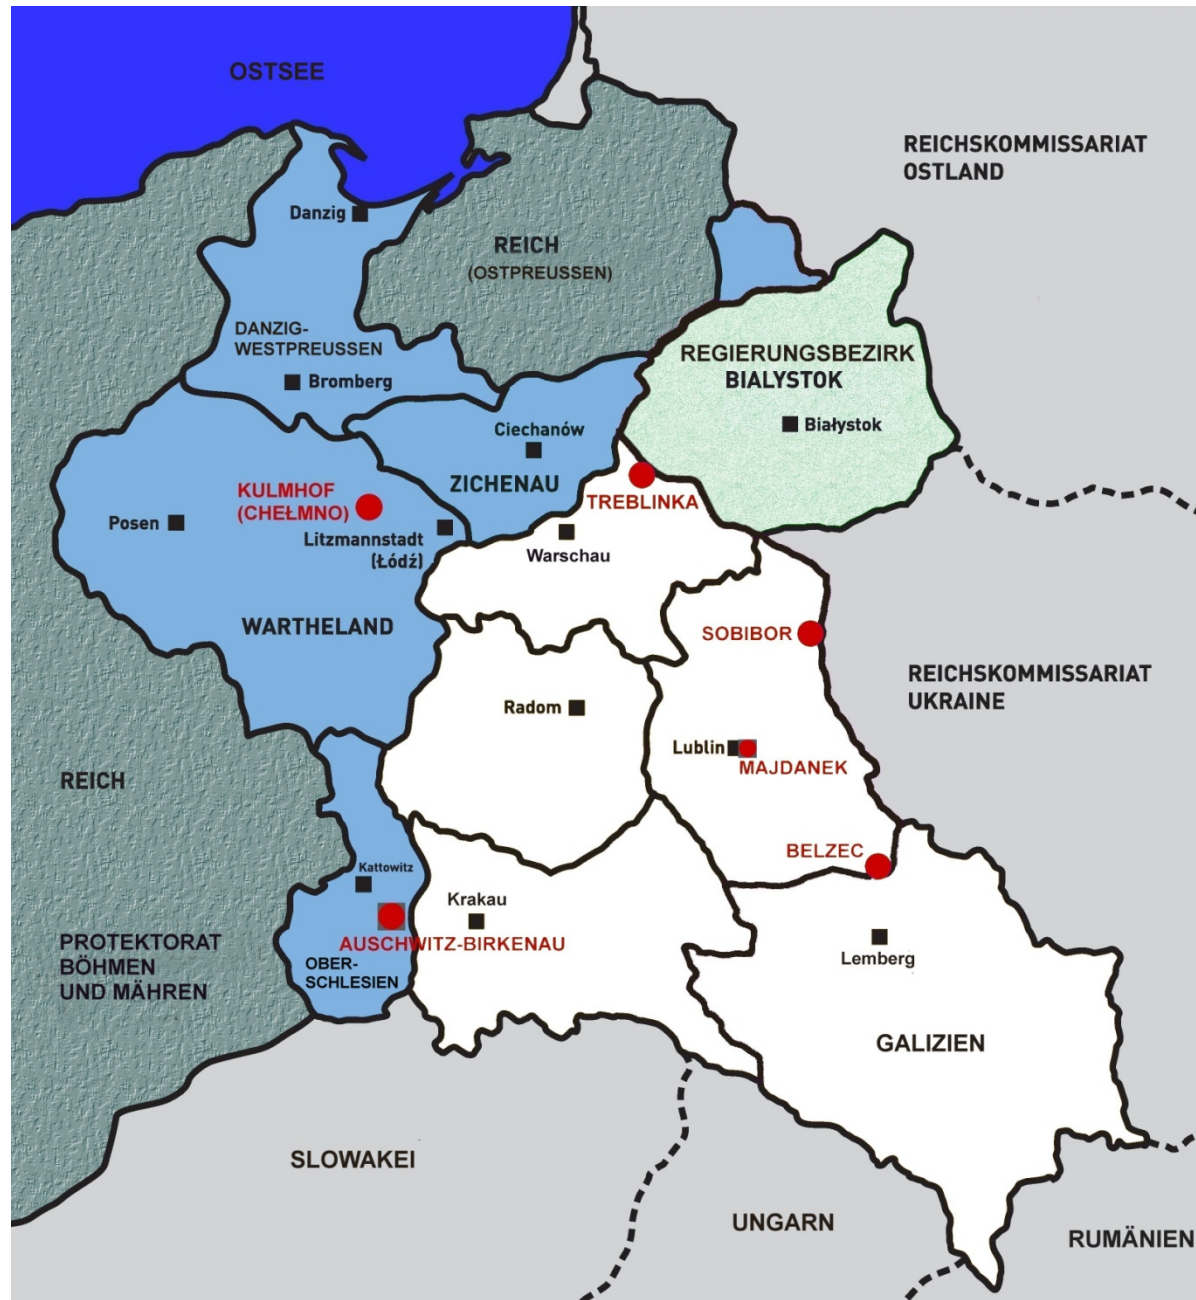 OSTSEE
REICHSKOMMISSARIAT
OSTLAND
Danzig
REICH
(OSTPREUSSEN)
DANZIG-
WESTPREUSSEN
Bromberg
REGIERUNGSBEZIRK
BIALYSTOK
Białystok
Ciechanów
ZICHENAU
KULMHOF
(CHEŁMNO)
TREBLINKA
Posen
Litzmannstadt
(Łódź)
Warschau
WARTHELAND
SOBIBOR
REICHSKOMMISSARIAT
UKRAINE
Radom
Lublin
MAJDANEK
REICH
BELZEC
Kattowitz
Krakau
AUSCHWITZ-BIRKENAU
OBER-
SCHLESIEN
PROTEKTORAT
BÖHMEN
UND MÄHREN
Lemberg
GALIZIEN
SLOWAKEI
UNGARN
RUMÄNIEN